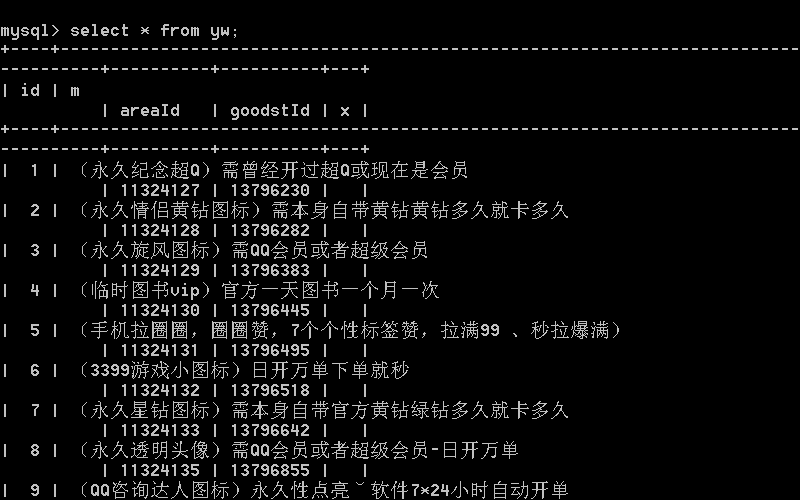 mysql> select * from yw;
+----+--------------------------------------------------------------------------
----------+----------+----------+---+
| id | m
| areaId | goodstId | x |
+----+--------------------------------------------------------------------------
----------+----------+----------+---+
| 1 | （永久纪念超Q）需曾经开过超Q或现在是会员
| 11324127 | 13796230 | |
| 2 | （永久情侣黄钻图标）需本身自带黄钻黄钻多久就卡多久
| 11324128 | 13796282 | |
| 3 | （永久旋风图标）需QQ会员或者超级会员
| 11324129 | 13796383 | |
| 4 | （临时图书vip）官方一天图书一个月一次
| 11324130 | 13796445 | |
| 5 | （手机拉圈圈，圈圈赞，7个个性标签赞，拉满99 、秒拉爆满）
| 11324131 | 13796495 | |
| 6 | （3399游戏小图标）日开万单下单就秒
| 11324132 | 13796518 | |
| 7 | （永久星钻图标）需本身自带官方黄钻绿钻多久就卡多久
| 11324133 | 13796642 | |
| 8 | （永久透明头像）需QQ会员或者超级会员-日开万单
| 11324135 | 13796855 | |
| 9 | （QQ咨询达人图标）永久性点亮ˇ软件7*24小时自动开单